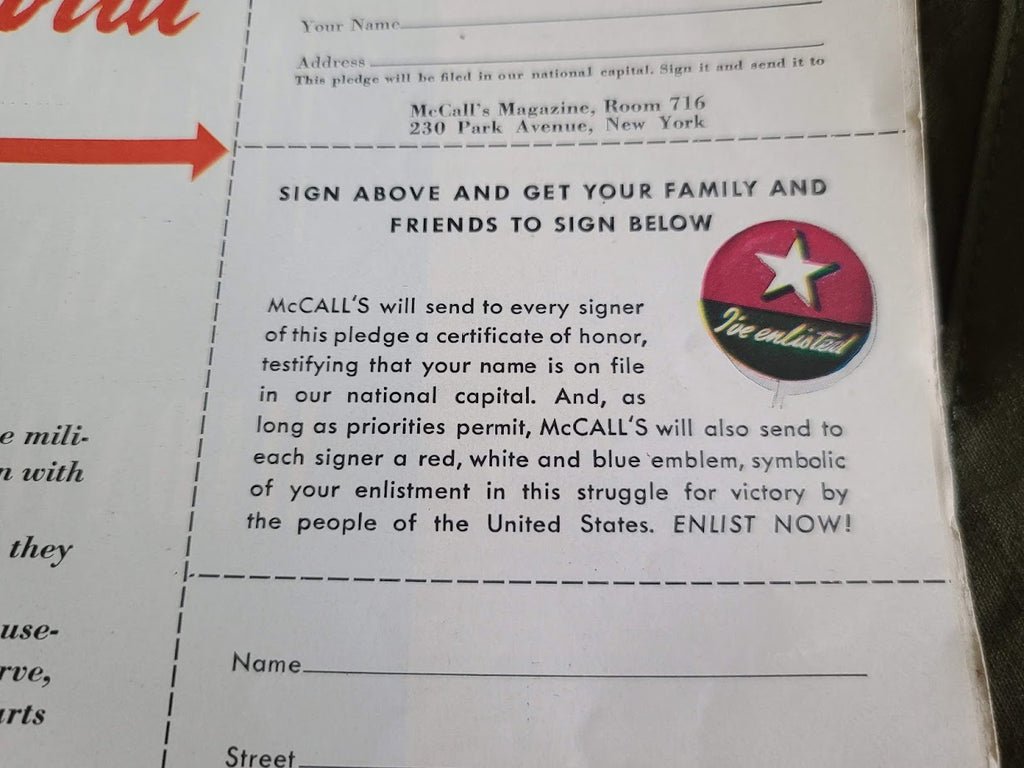 Your Name
Address
This pledge will be filed in our national capital. Sign it and send it to
McCall's Magazine, Room 716
230 Park Avenue, New York
SIGN ABOVE AND GET YOUR FAMILY AND
FRIENDS TO SIGN BELOW
I've enlisted
McCALL'S will send to every signer
of this pledge a certificate of honor,
testifying that your name is on file
in our national capital. And, as
long as priorities permit, McCALL'S will also send to
each signer a red, white and blue emblem, symbolic
of your enlistment in this struggle for victory by
the people of the United States. ENLIST NOW!
Name
Street
e mili-
n with
they
use-
rve,
arts